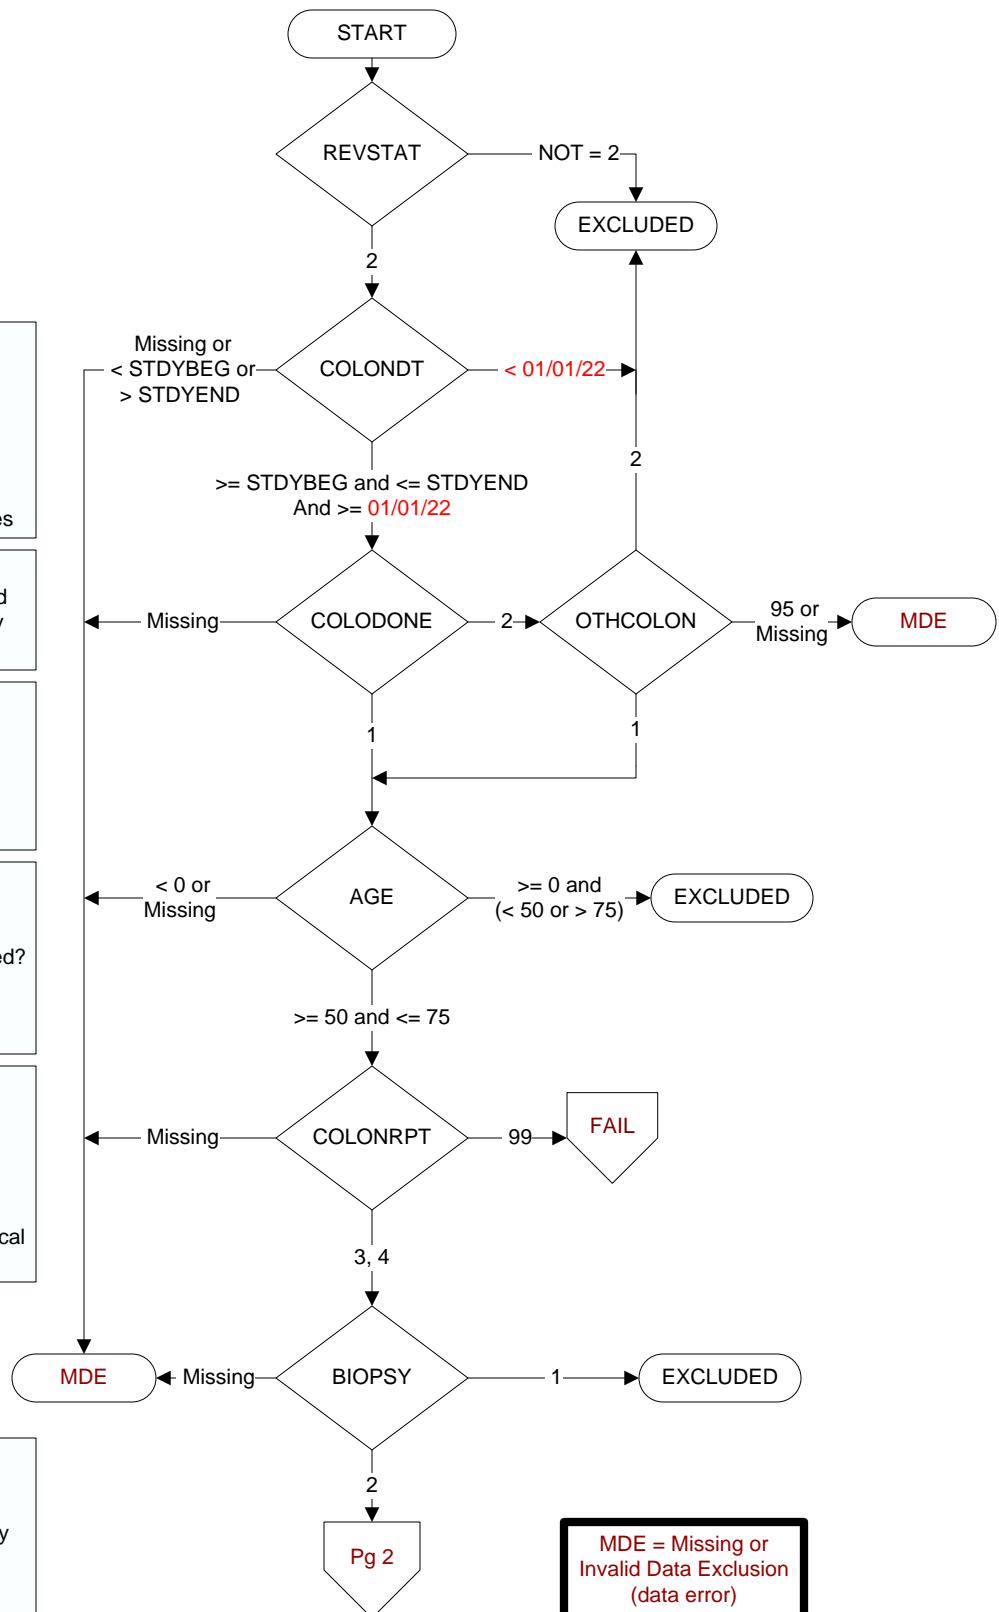 START
REVSTAT
NOT = 2
EXCLUDED
2
Missing or
< STDYBEG or
> STDYEND
COLONDT
< 01/01/22
>= STDYBEG and <= STDYEND
And >= 01/01/22
2
Missing
COLODONE
2
OTHCOLON
95 or
Missing
MDE
1
1
< 0 or
Missing
AGE
>= 50 and <= 75
>= 0 and
(< 50 or > 75)
EXCLUDED
Missing
COLONRPT
99
FAIL
3, 4
MDE
Missing
BIOPSY
1
EXCLUDED
2
Pg 2
MDE = Missing or
Invalid Data Exclusion
(data error)